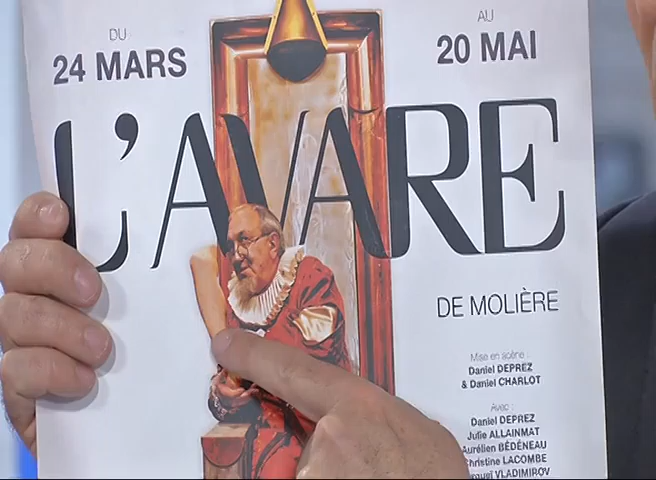 DU
24 MARS
AU
20 MAI
L'AVARE
DE MOLIÈRE
Mise en scène :
Daniel DEPREZ
& Daniel CHARLOT
Avec :
Daniel DEPREZ
Julie ALLAINMAT
Aurélien BÉDÉNEAU
Christine LACOMBE
VLADIMIROV